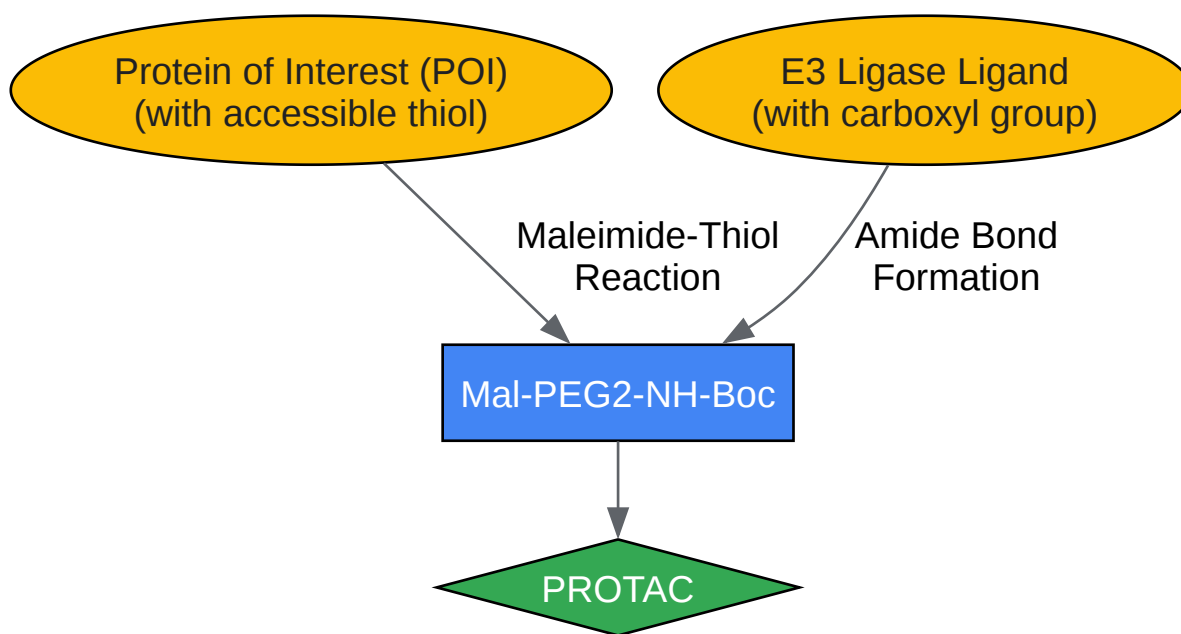 Protein of Interest (POI)
(with accessible thiol)
E3 Ligase Ligand
(with carboxyl group)
Maleimide-Thiol
Reaction
Amide Bond
Formation
Mal-PEG2-NH-Boc
PROTAC